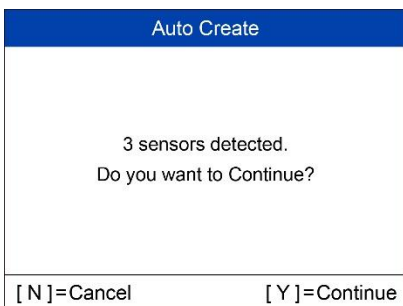 Auto Create
3 sensors detected.
Do you want to Continue?
[ N ]=Cancel [ Y ]=Continue